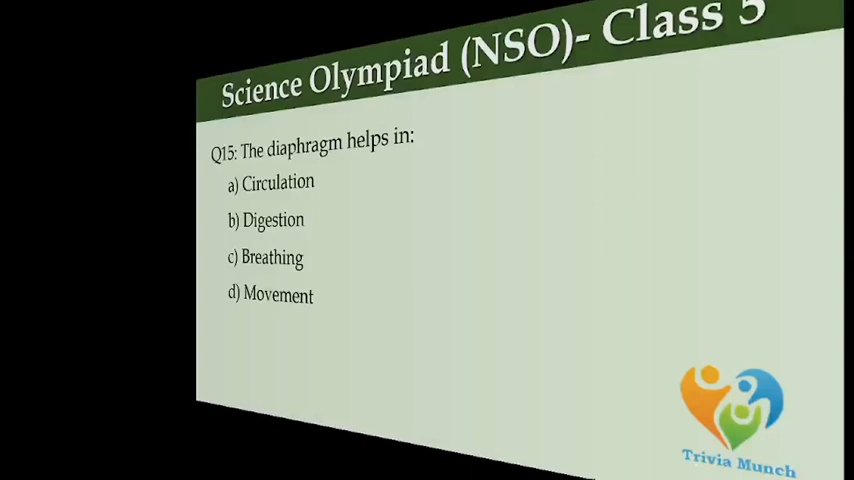 Science Olympiad (NSO)- Class 5
Q15: The diaphragm helps in:
a) Circulation
b) Digestion
c) Breathing
d) Movement
Trivia Munch